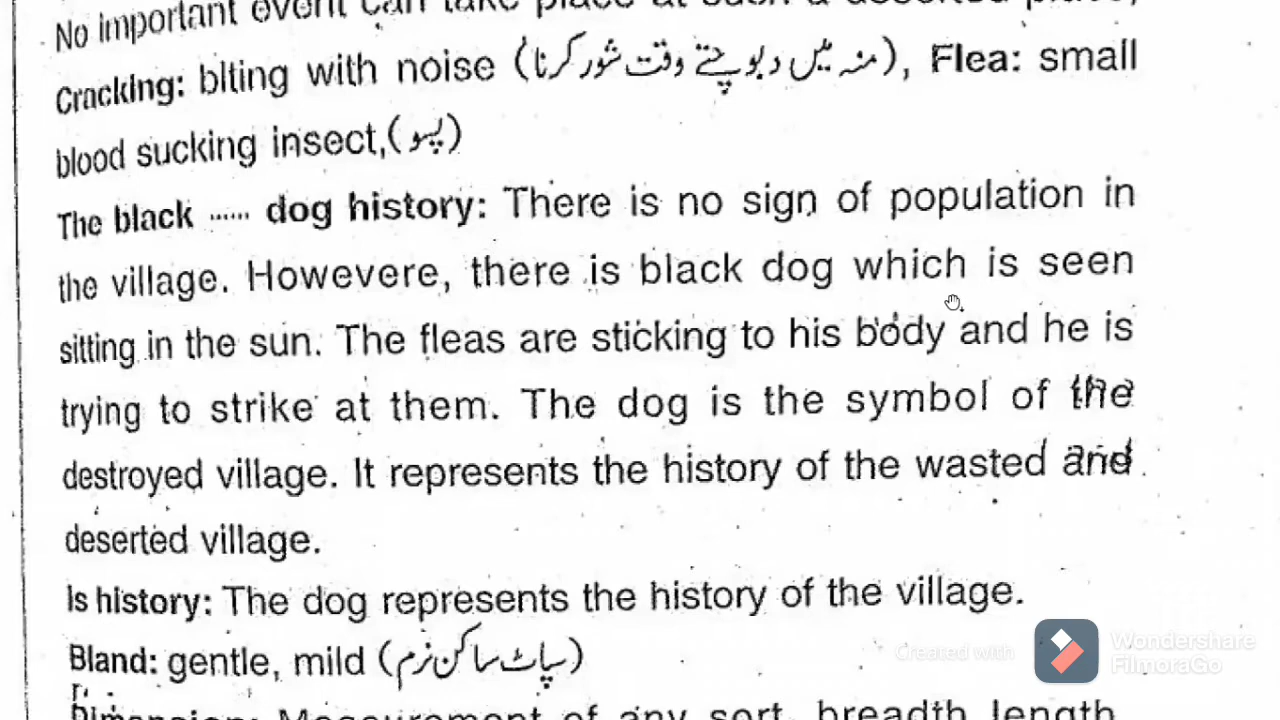 No important event can take place at such a deserted place,
Cracking: biting with noise (منہ میں دبوچتے وقت شور کرنا), Flea: small
blood sucking insect,(پسو)
The black ...... dog history: There is no sign of population in
the village. Howevere, there is black dog which is seen
sitting in the sun. The fleas are sticking to his body and he is
trying to strike at them. The dog is the symbol of the
destroyed village. It represents the history of the wasted and
deserted village.
Is history: The dog represents the history of the village.
Bland: gentle, mild (سپاٹ ساکن نرم)
Dimension: Measurement of any sort, breadth length
Created with Wondershare FilmoraGo